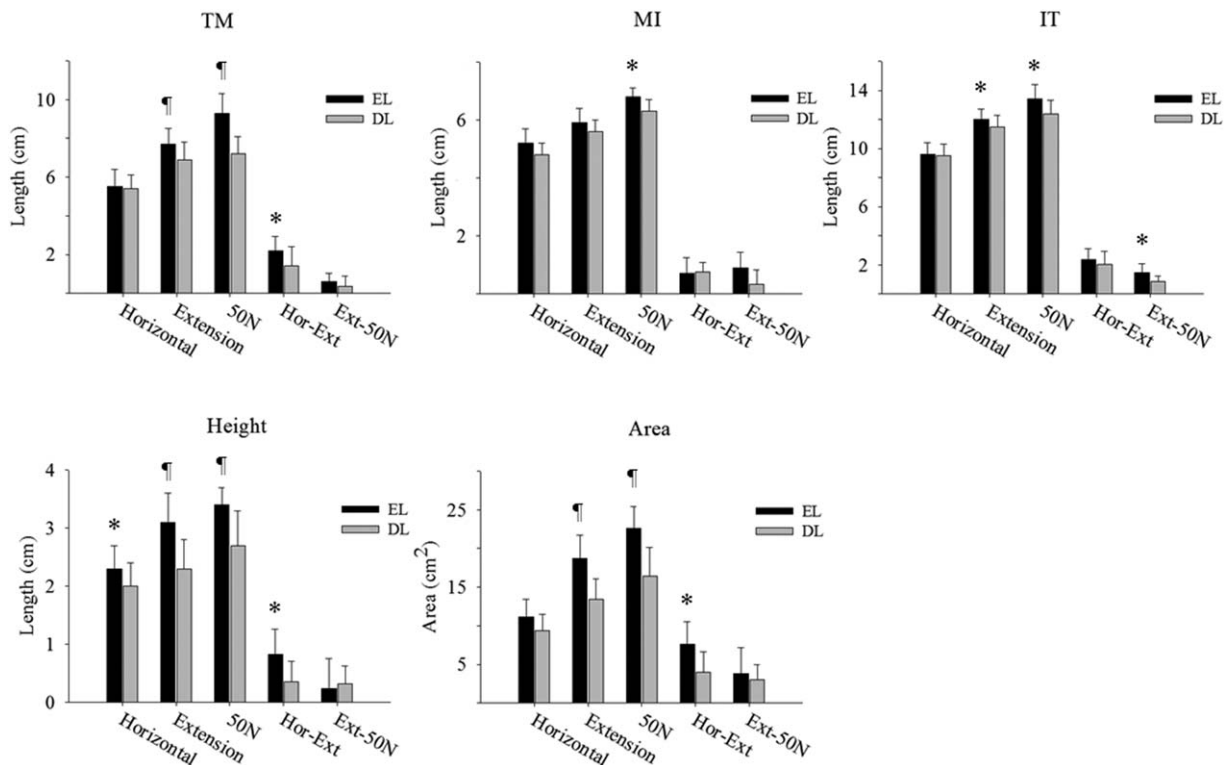 TM
¶
¶
*
EL
DL
Length (cm)
10
6
2
Horizontal
Extension
50N
Hor-Ext
Ext-50N
MI
*
EL
DL
Length (cm)
6
2
Horizontal
Extension
50N
Hor-Ext
Ext-50N
IT
*
*
*
EL
DL
Length (cm)
14
10
6
2
Horizontal
Extension
50N
Hor-Ext
Ext-50N
Height
*
¶
¶
*
EL
DL
Length (cm)
4
3
2
1
0
Horizontal
Extension
50N
Hor-Ext
Ext-50N
Area
¶
¶
*
EL
DL
Area (cm²)
25
15
5
Horizontal
Extension
50N
Hor-Ext
Ext-50N